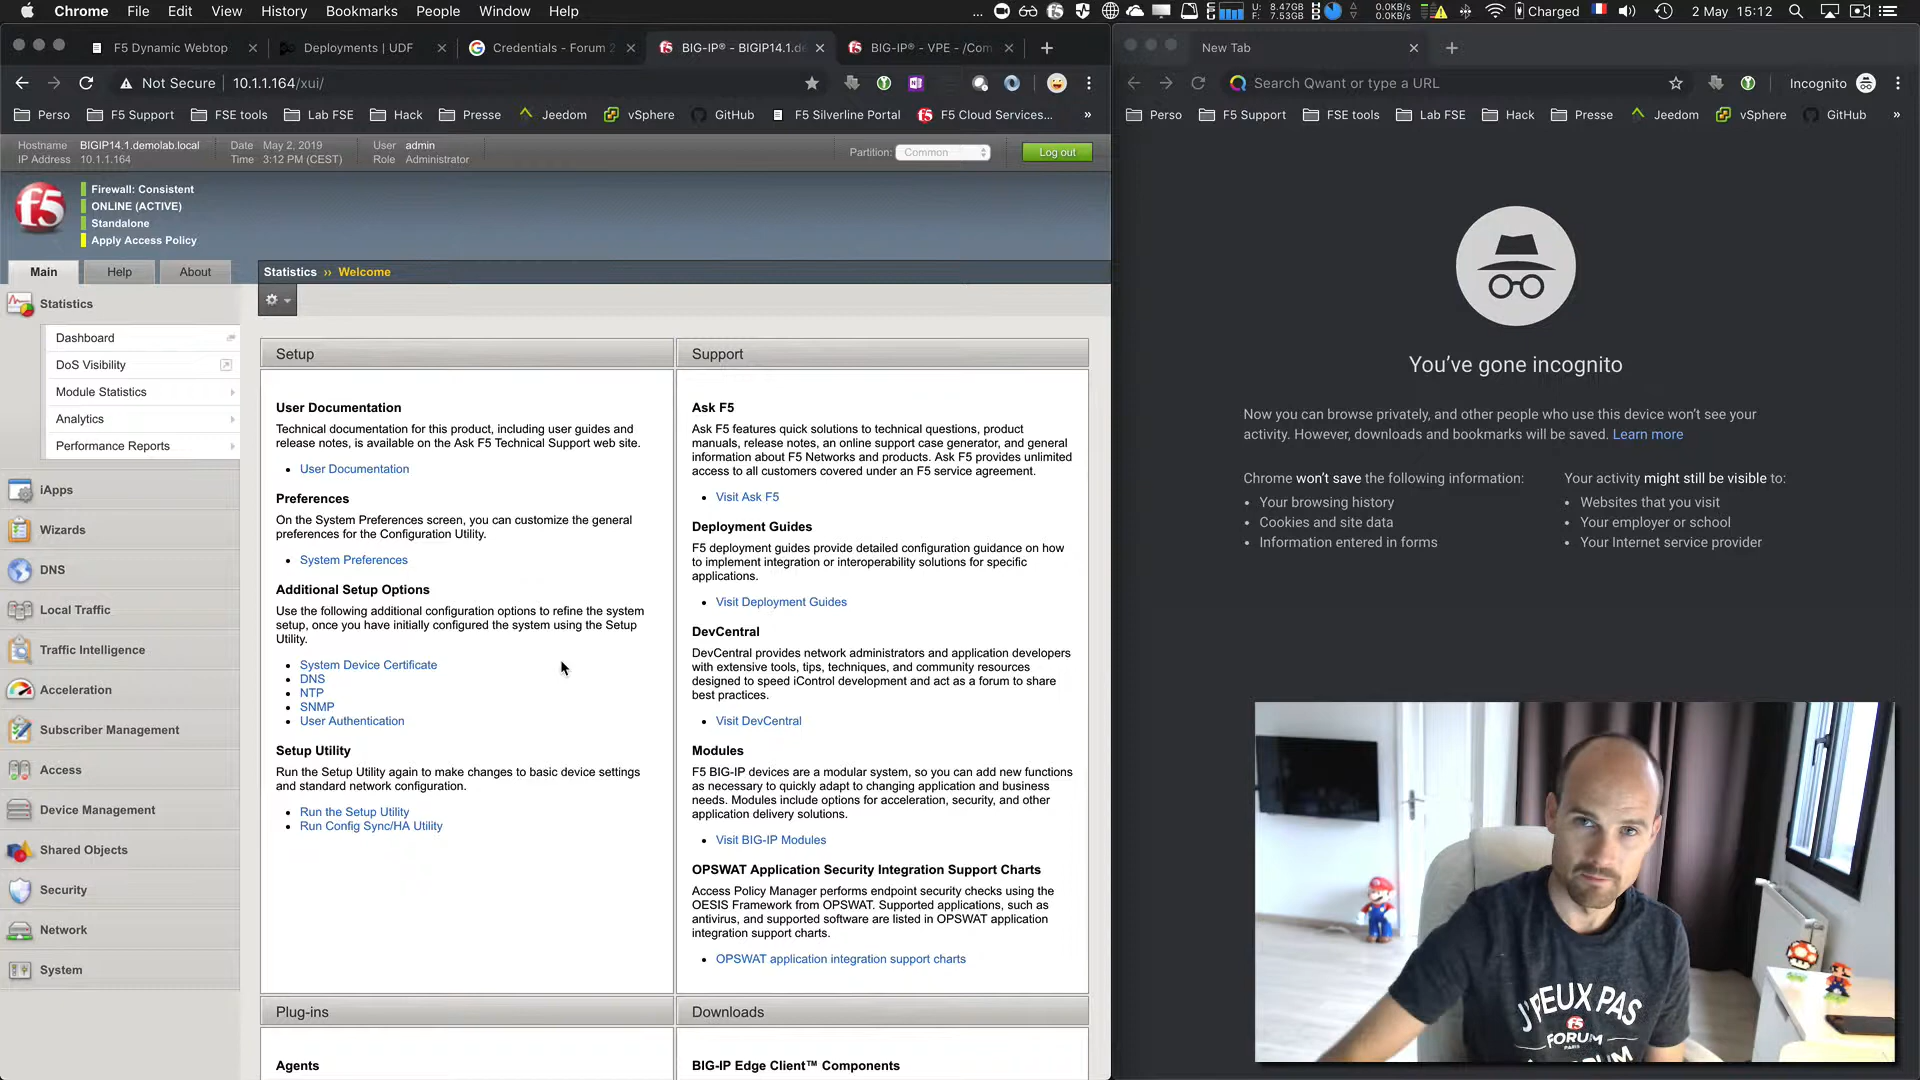 Chrome File Edit View History Bookmarks People Window Help
... U: 8.47GB F: 7.53GB 0.0KB/s 0.0KB/s Charged 2 May 15:12
F5 Dynamic Webtop
Deployments | UDF
Credentials - Forum 2
BIG-IP® - BIGIP14.1.de
BIG-IP® - VPE - /Com
Not Secure 10.1.1.164/xui/
Perso F5 Support FSE tools Lab FSE Hack Presse Jeedom vSphere GitHub F5 Silverline Portal F5 Cloud Services... »
Hostname BIGIP14.1.demolab.local Date May 2, 2019 User admin
IP Address 10.1.1.164 Time 3:12 PM (CEST) Role Administrator
Partition: Common Log out
f5
Firewall: Consistent
ONLINE (ACTIVE)
Standalone
Apply Access Policy
Main Help About
Statistics ›› Welcome
Statistics
Dashboard
DoS Visibility
Module Statistics
Analytics
Performance Reports
iApps
Wizards
DNS
Local Traffic
Traffic Intelligence
Acceleration
Subscriber Management
Access
Device Management
Shared Objects
Security
Network
System
Setup
User Documentation
Technical documentation for this product, including user guides and
release notes, is available on the Ask F5 Technical Support web site.
• User Documentation
Preferences
On the System Preferences screen, you can customize the general
preferences for the Configuration Utility.
• System Preferences
Additional Setup Options
Use the following additional configuration options to refine the system
setup, once you have initially configured the system using the Setup
Utility.
• System Device Certificate
• DNS
• NTP
• SNMP
• User Authentication
Setup Utility
Run the Setup Utility again to make changes to basic device settings
and standard network configuration.
• Run the Setup Utility
• Run Config Sync/HA Utility
Plug-ins
Agents
Support
Ask F5
Ask F5 features quick solutions to technical questions, product
manuals, release notes, an online support case generator, and general
information about F5 Networks and products. Ask F5 provides unlimited
access to all customers covered under an F5 service agreement.
• Visit Ask F5
Deployment Guides
F5 deployment guides provide detailed configuration guidance on how
to implement integration or interoperability solutions for specific
applications.
• Visit Deployment Guides
DevCentral
DevCentral provides network administrators and application developers
with extensive tools, tips, techniques, and community resources
designed to speed iControl development and act as a forum to share
best practices.
• Visit DevCentral
Modules
F5 BIG-IP devices are a modular system, so you can add new functions
as necessary to quickly adapt to changing application and business
needs. Modules include options for acceleration, security, and other
application delivery solutions.
• Visit BIG-IP Modules
OPSWAT Application Security Integration Support Charts
Access Policy Manager performs endpoint security checks using the
OESIS Framework from OPSWAT. Supported applications, such as
antivirus, and supported software are listed in OPSWAT application
integration support charts.
• OPSWAT application integration support charts
Downloads
BIG-IP Edge Client™ Components
New Tab
Search Qwant or type a URL
Incognito
Perso F5 Support FSE tools Lab FSE Hack Presse Jeedom vSphere GitHub »
You’ve gone incognito
Now you can browse privately, and other people who use this device won’t see your
activity. However, downloads and bookmarks will be saved. Learn more
Chrome won’t save the following information:
• Your browsing history
• Cookies and site data
• Information entered in forms
Your activity might still be visible to:
• Websites that you visit
• Your employer or school
• Your Internet service provider
J'PEUX PAS
f5
FORUM
PARIS